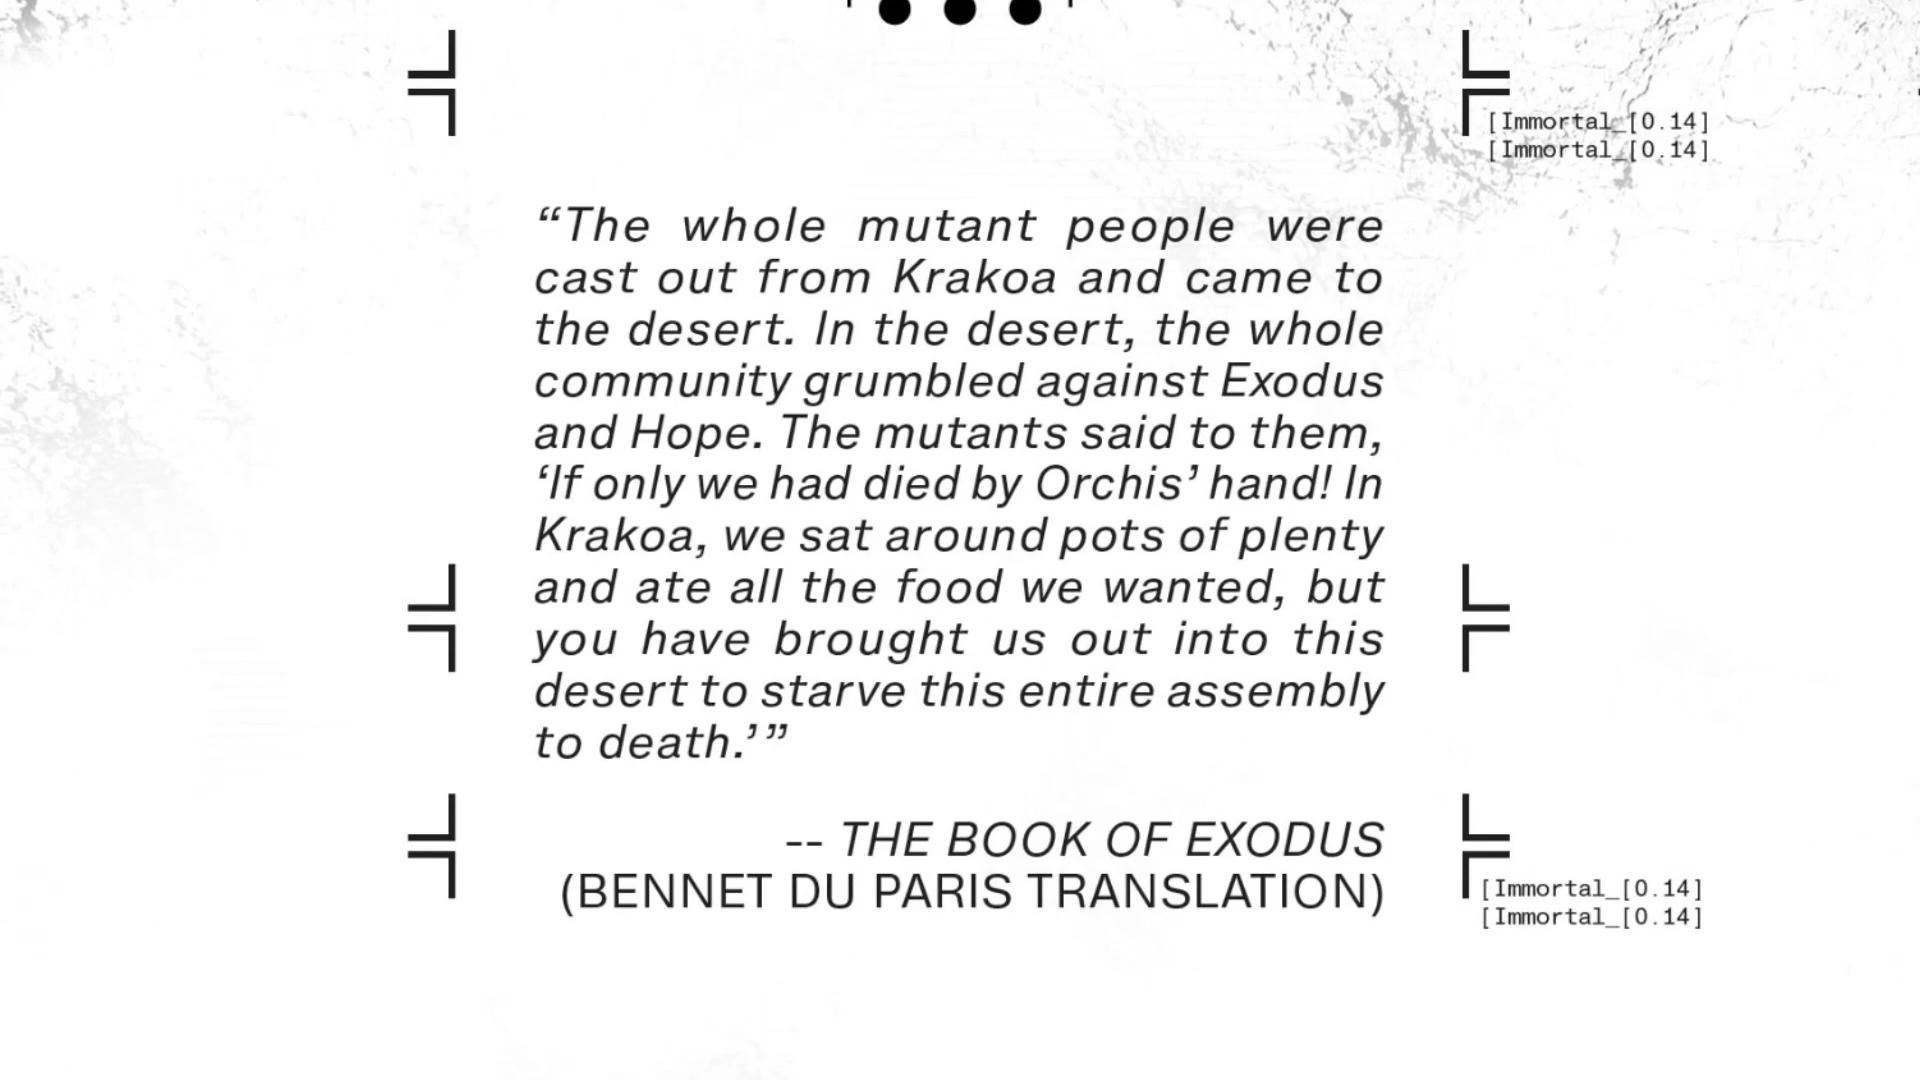 [Immortal_[0.14]
[Immortal_[0.14]
“The whole mutant people were
cast out from Krakoa and came to
the desert. In the desert, the whole
community grumbled against Exodus
and Hope. The mutants said to them,
‘If only we had died by Orchis’ hand! In
Krakoa, we sat around pots of plenty
and ate all the food we wanted, but
you have brought us out into this
desert to starve this entire assembly
to death.’”
-- THE BOOK OF EXODUS
(BENNET DU PARIS TRANSLATION)
[Immortal_[0.14]
[Immortal_[0.14]